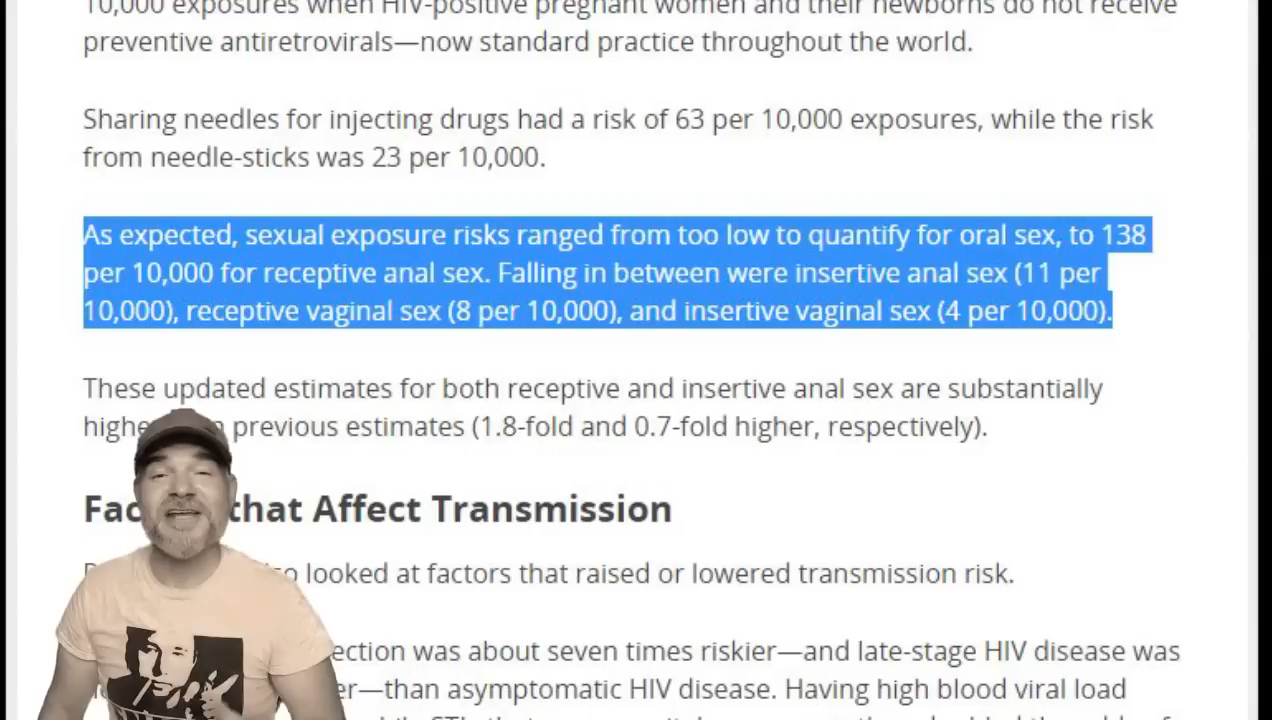 10,000 exposures when HIV-positive pregnant women and their newborns do not receive
preventive antiretrovirals—now standard practice throughout the world.
Sharing needles for injecting drugs had a risk of 63 per 10,000 exposures, while the risk
from needle-sticks was 23 per 10,000.
As expected, sexual exposure risks ranged from too low to quantify for oral sex, to 138
per 10,000 for receptive anal sex. Falling in between were insertive anal sex (11 per
10,000), receptive vaginal sex (8 per 10,000), and insertive vaginal sex (4 per 10,000).
These updated estimates for both receptive and insertive anal sex are substantially
previous estimates (1.8-fold and 0.7-fold higher, respectively).
that Affect Transmission
looked at factors that raised or lowered transmission risk.
was about seven times riskier—and late-stage HIV disease was
than asymptomatic HIV disease. Having high blood viral load